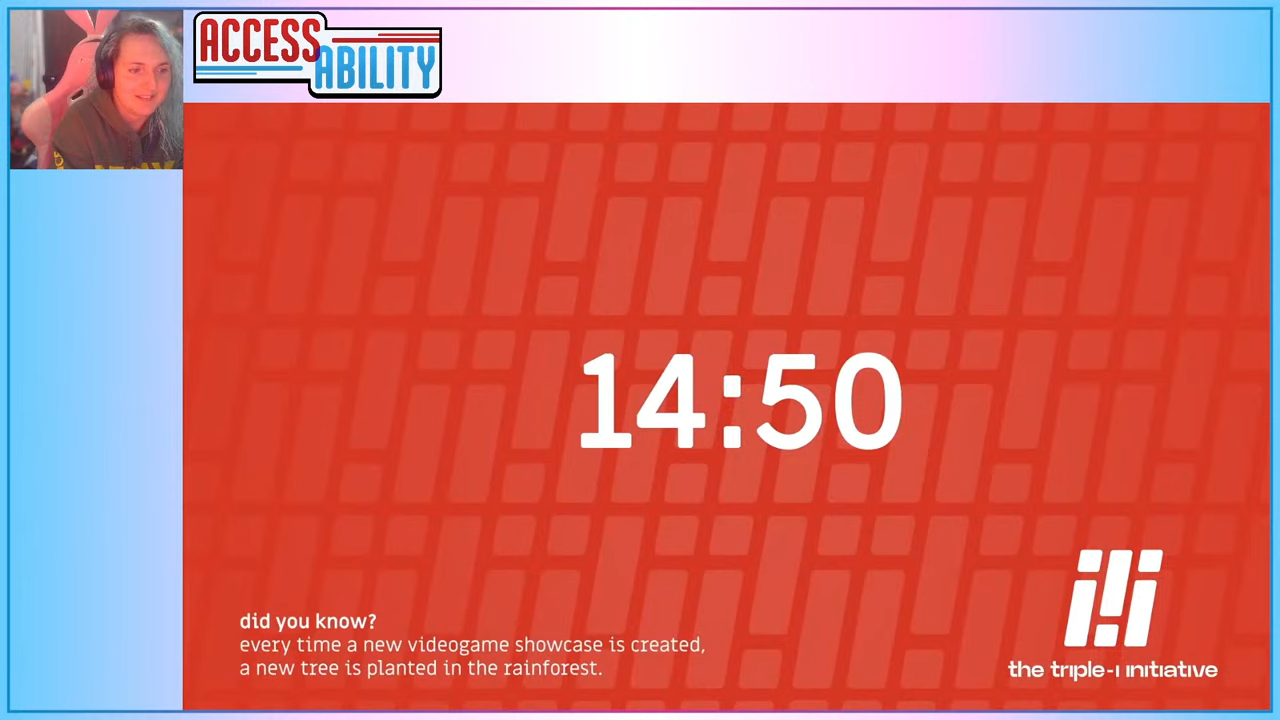 ACCESS
ABILITY
14:50
did you know?
every time a new videogame showcase is created,
a new tree is planted in the rainforest.
the triple-i initiative